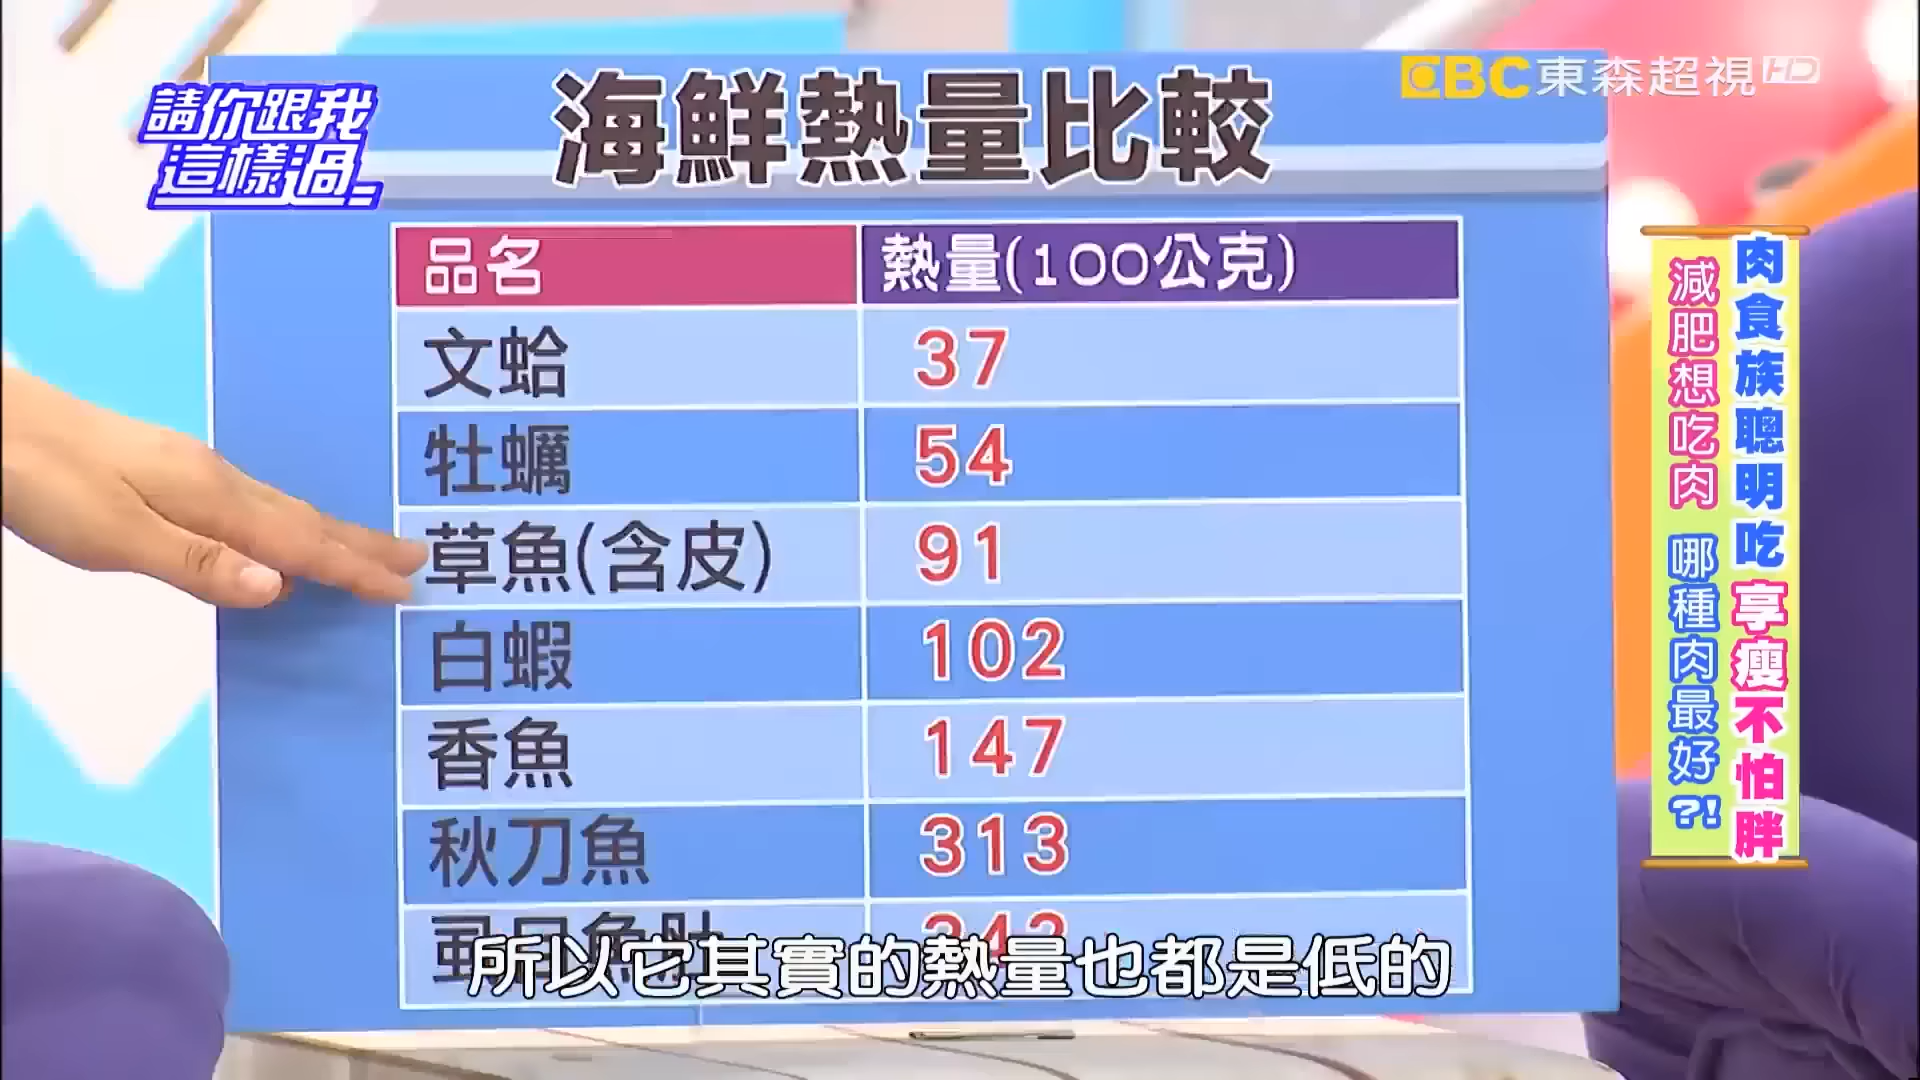 請你跟我
這樣過
海鮮熱量比較
EBC東森超視HD
品名 熱量(100公克)
文蛤 37
牡蠣 54
草魚(含皮) 91
白蝦 102
香魚 147
秋刀魚 313
所以它其實的熱量也都是低的
肉食族聰明吃 享瘦不怕胖
減肥想吃肉 哪種肉最好?!